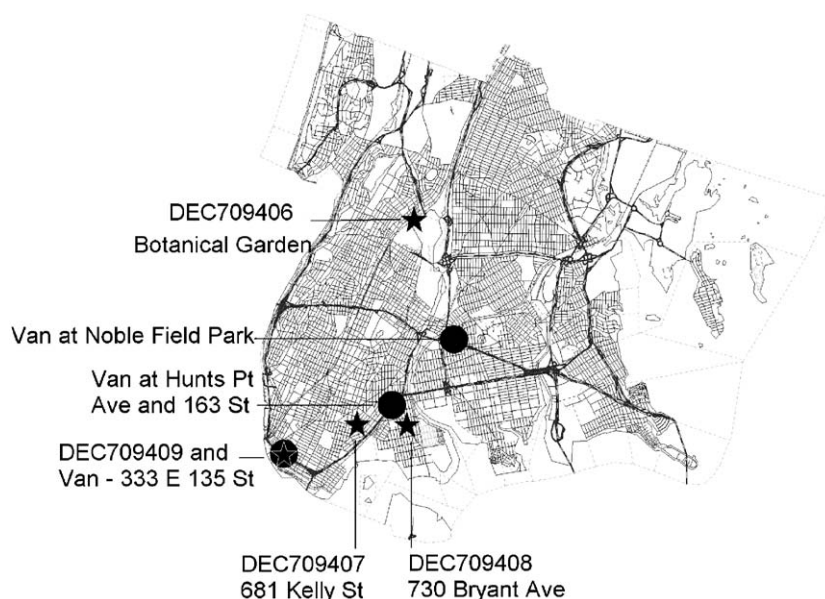 DEC709406
Botanical Garden
Van at Noble Field Park
Van at Hunts Pt
Ave and 163 St
DEC709409 and
Van - 333 E 135 St
DEC709407
681 Kelly St
DEC709408
730 Bryant Ave